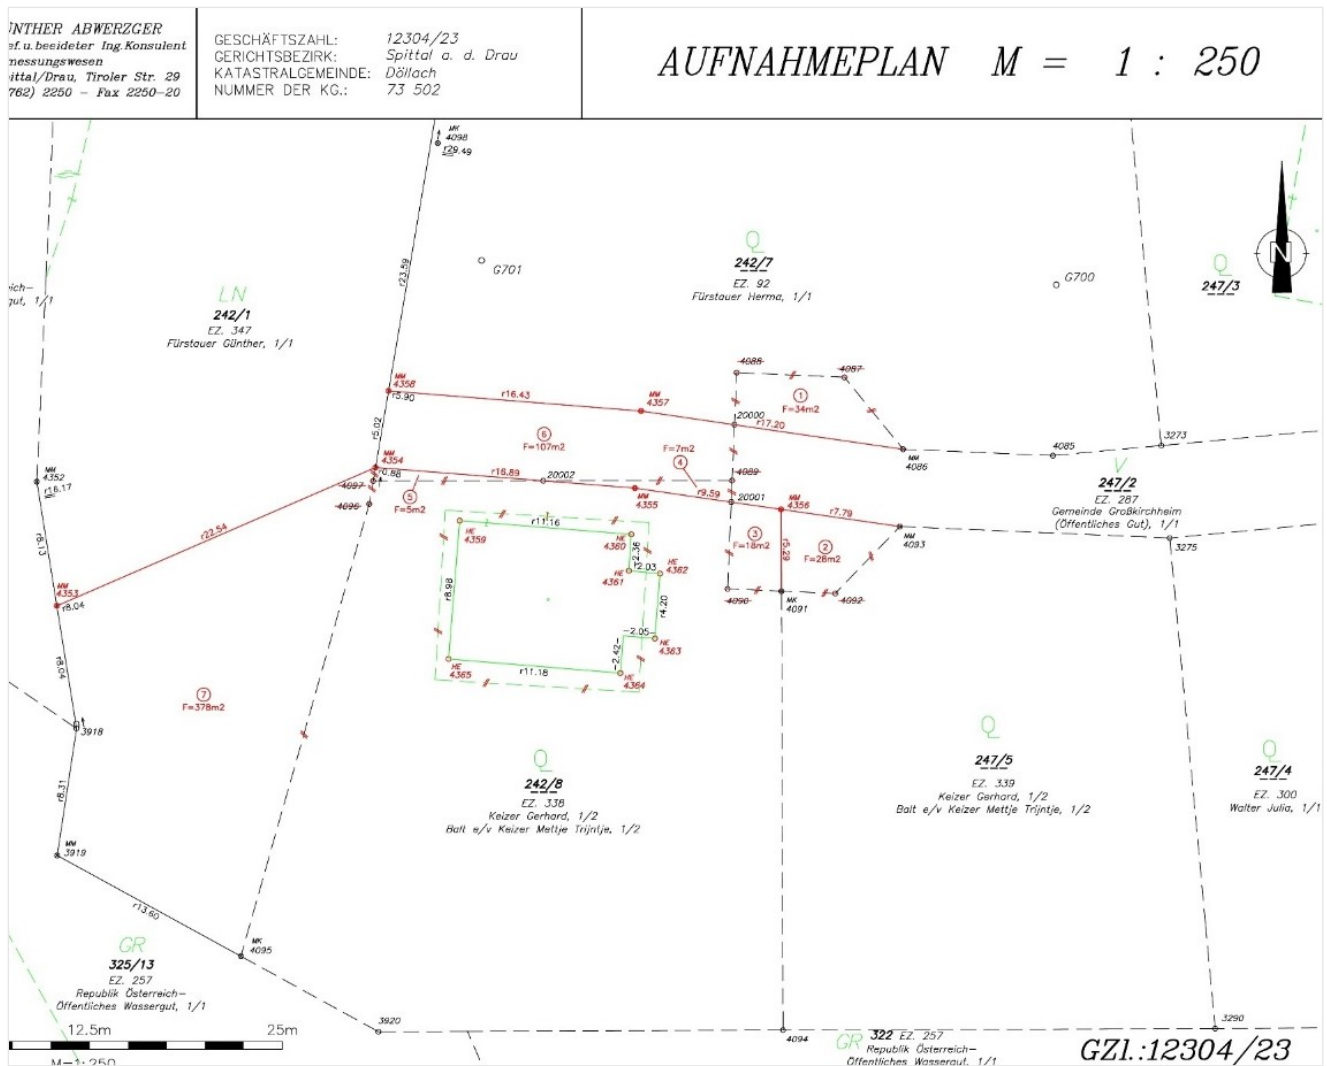 NTHER ABWERZGER
ef.u.beeideter Ing.Konsulent
messungswesen
ittal/Drau, Tiroler Str. 29
762) 2250 - Fax 2250-20
GESCHÄFTSZAHL: 12304/23
GERICHTSBEZIRK: Spittal a. d. Drau
KATASTRALGEMEINDE: Döllach
NUMMER DER KG.: 73 502
AUFNAHMEPLAN M = 1 : 250
MK
4098
r29.49
r23.59
G701
Q
242/7
EZ. 92
Fürstauer Herma, 1/1
G700
Q
247/3
N
ich-
gut, 1/1
LN
242/1
EZ. 347
Fürstauer Günther, 1/1
MM
4358
r5.90
r16.43
MM
4357
4088
4087
1
F=34m2
20000
r17.20
r5.02
6
F=107m2
F=7m2
4
MM
4086
4085
3273
MM
4354
r0.88
4097
4096
r16.89
20002
4089
MM
4352
r16.17
5
F=5m2
MM
4355
r9.59
20001
MM
4356
r7.79
V
247/2
EZ. 287
Gemeinde Großkirchheim
(Öffentliches Gut), 1/1
r8.13
r22.54
HE
4359
r11.16
HE
4360
r2.36
r2.03
HE
4361
HE
4362
3
F=18m2
r5.29
2
F=28m2
MM
4093
3275
MM
4353
r8.04
r8.98
r4.20
4090
MK
4091
4092
r8.04
-2.05-
-2.42-
HE
4363
HE
4365
r11.18
HE
4364
7
F=378m2
3918
r8.31
Q
242/8
EZ. 338
Keizer Gerhard, 1/2
Balt e/v Keizer Mettje Trijntje, 1/2
Q
247/5
EZ. 339
Keizer Gerhard, 1/2
Balt e/v Keizer Mettje Trijntje, 1/2
Q
247/4
EZ. 300
Walter Julia, 1/1
MM
3919
r13.60
MK
4095
GR
325/13
EZ. 257
Republik Österreich-
Öffentliches Wassergut, 1/1
12.5m 25m
M=1:250
3920
4094
GR 322 EZ. 257
Republik Österreich-
Öffentliches Wassergut, 1/1
3290
GZl.:12304/23